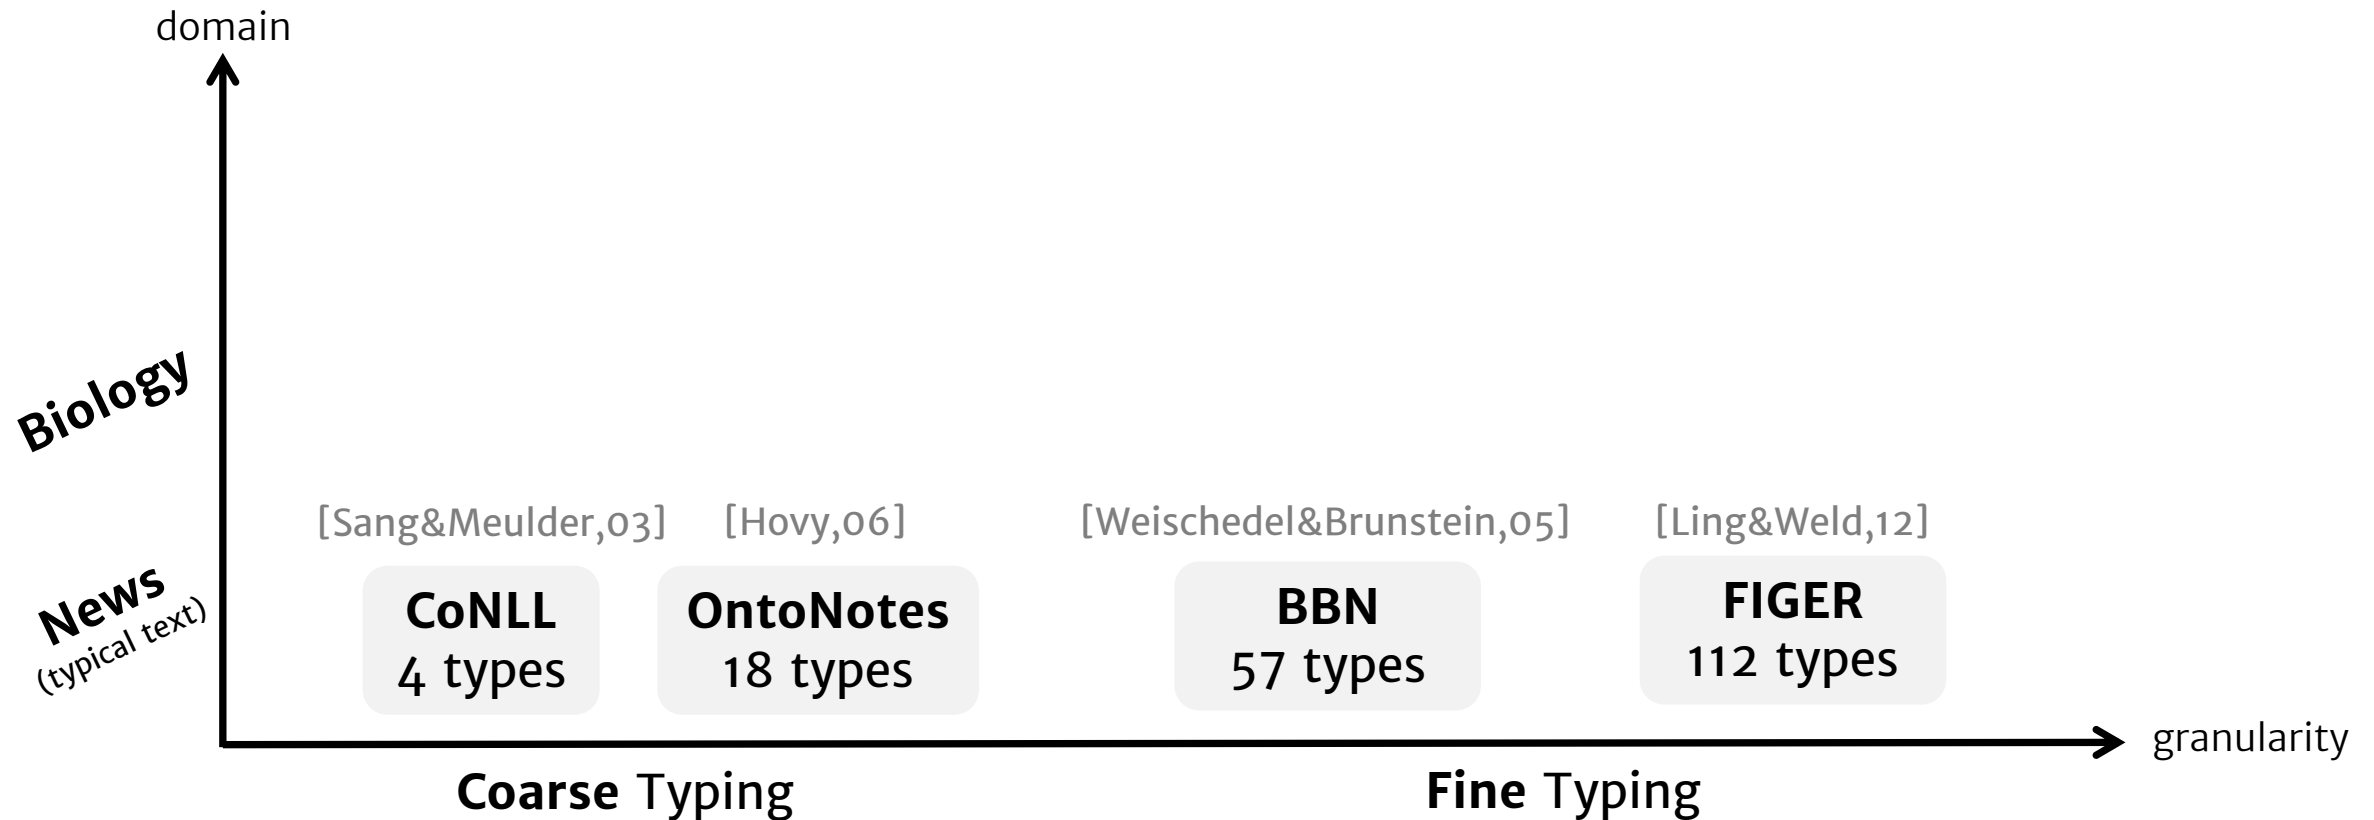 domain
Biology
[Sang&Meulder,03]
[Hovy,06]
[Weischedel&Brunstein,05]
[Ling&Weld,12]
News
(typical text)
CoNLL
4 types
OntoNotes
18 types
BBN
57 types
FIGER
112 types
granularity
Coarse Typing
Fine Typing